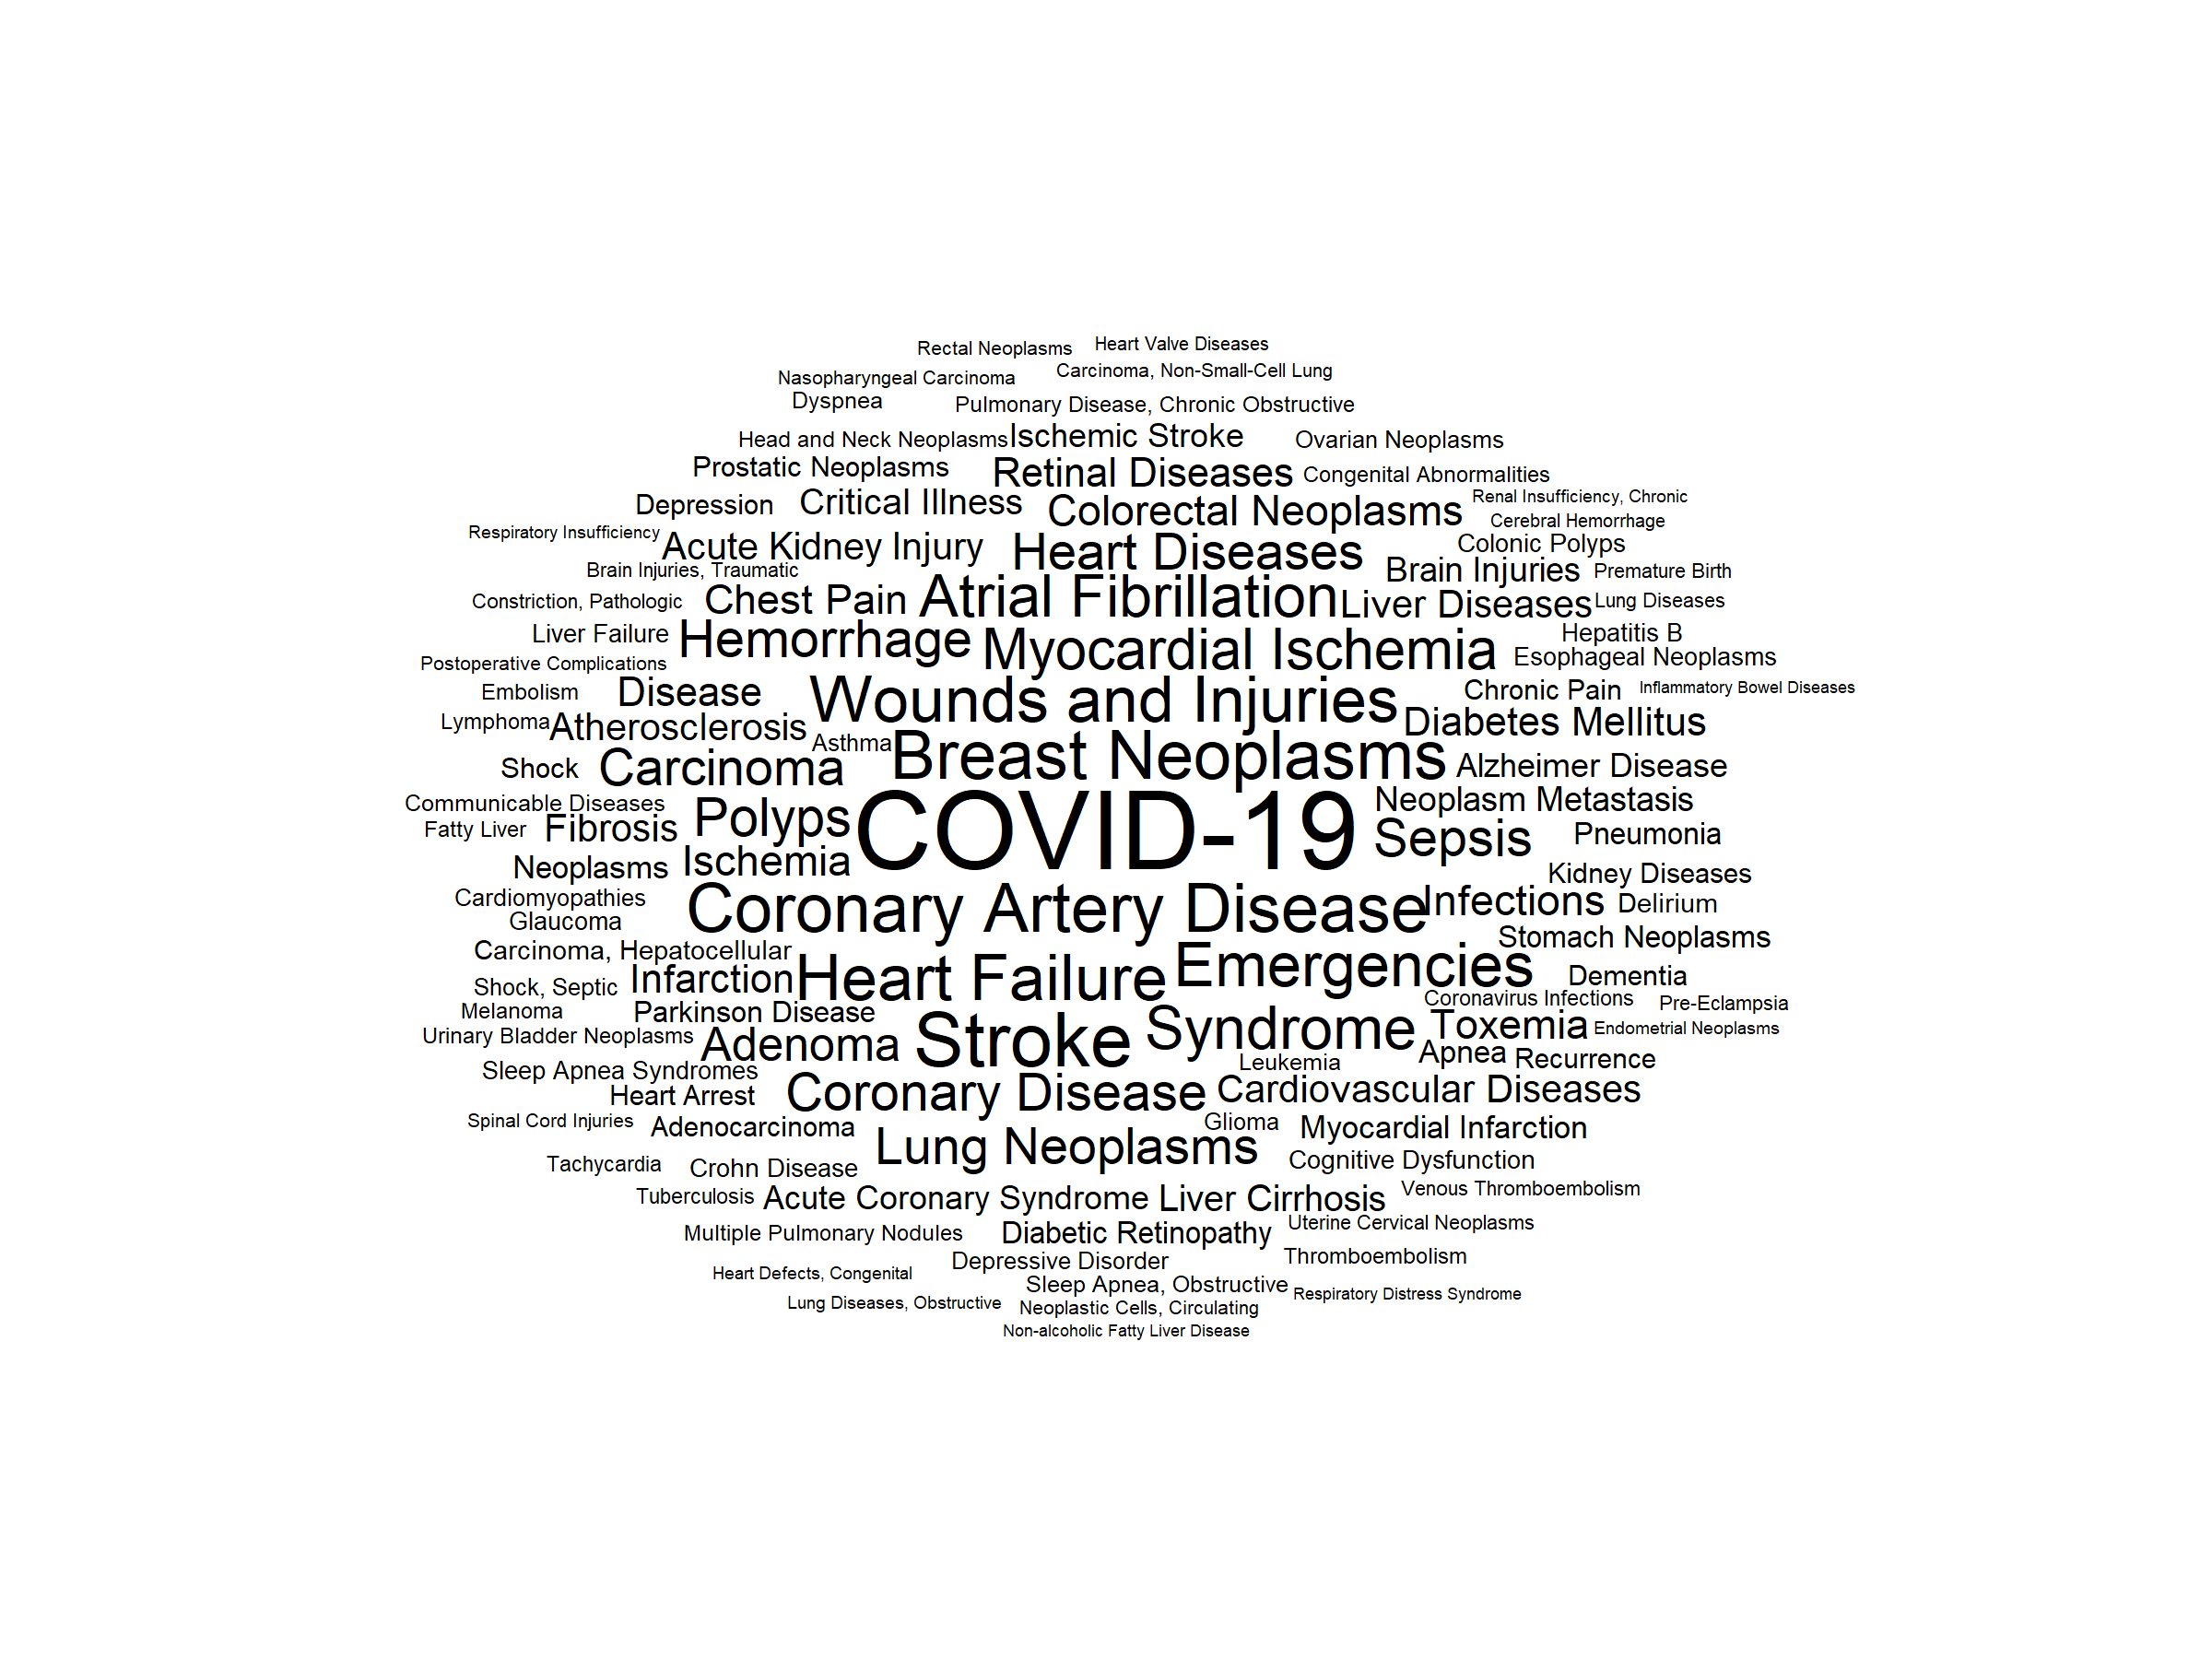 Rectal Neoplasms
Heart Valve Diseases
Nasopharyngeal Carcinoma
Carcinoma, Non-Small-Cell Lung
Dyspnea
Pulmonary Disease, Chronic Obstructive
Head and Neck Neoplasms
Ischemic Stroke
Ovarian Neoplasms
Prostatic Neoplasms
Retinal Diseases
Congenital Abnormalities
Depression
Critical Illness
Colorectal Neoplasms
Renal Insufficiency, Chronic
Cerebral Hemorrhage
Respiratory Insufficiency
Acute Kidney Injury
Heart Diseases
Colonic Polyps
Brain Injuries, Traumatic
Brain Injuries
Premature Birth
Constriction, Pathologic
Chest Pain
Atrial Fibrillation
Liver Diseases
Lung Diseases
Liver Failure
Hemorrhage
Myocardial Ischemia
Hepatitis B
Esophageal Neoplasms
Postoperative Complications
Embolism
Disease
Wounds and Injuries
Chronic Pain
Inflammatory Bowel Diseases
Lymphoma
Atherosclerosis
Diabetes Mellitus
Asthma
Breast Neoplasms
Shock
Carcinoma
Alzheimer Disease
Communicable Diseases
Neoplasm Metastasis
Fatty Liver
Fibrosis
Polyps
COVID-19
Sepsis
Pneumonia
Neoplasms
Ischemia
Kidney Diseases
Cardiomyopathies
Coronary Artery Disease
Infections
Delirium
Glaucoma
Stomach Neoplasms
Carcinoma, Hepatocellular
Infarction
Heart Failure
Emergencies
Dementia
Shock, Septic
Coronavirus Infections
Pre-Eclampsia
Melanoma
Parkinson Disease
Stroke
Syndrome
Toxemia
Endometrial Neoplasms
Urinary Bladder Neoplasms
Adenoma
Leukemia
Apnea
Recurrence
Sleep Apnea Syndromes
Heart Arrest
Coronary Disease
Cardiovascular Diseases
Spinal Cord Injuries
Adenocarcinoma
Glioma
Myocardial Infarction
Lung Neoplasms
Tachycardia
Crohn Disease
Cognitive Dysfunction
Tuberculosis
Acute Coronary Syndrome
Liver Cirrhosis
Venous Thromboembolism
Multiple Pulmonary Nodules
Diabetic Retinopathy
Uterine Cervical Neoplasms
Depressive Disorder
Thromboembolism
Heart Defects, Congenital
Sleep Apnea, Obstructive
Respiratory Distress Syndrome
Lung Diseases, Obstructive
Neoplastic Cells, Circulating
Non-alcoholic Fatty Liver Disease